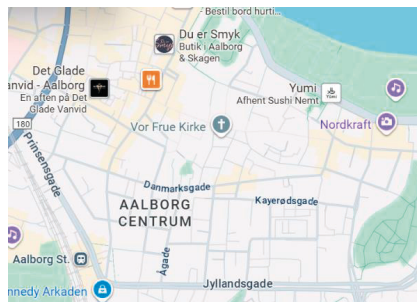 Bestil bord hurti...
Du er Smyk
Butik i Aalborg
& Skagen
Det Glade
Vanvid - Aalborg
En aften på Det
Glade Vanvid
Yumi
Afhent Sushi Nemt
YUMI
Nordkraft
Vor Frue Kirke
180
Prinsensgade
Danmarksgade
Kayerødsgade
AALBORG
CENTRUM
Ågade
Aalborg St.
Jyllandsgade
nnedy Arkaden